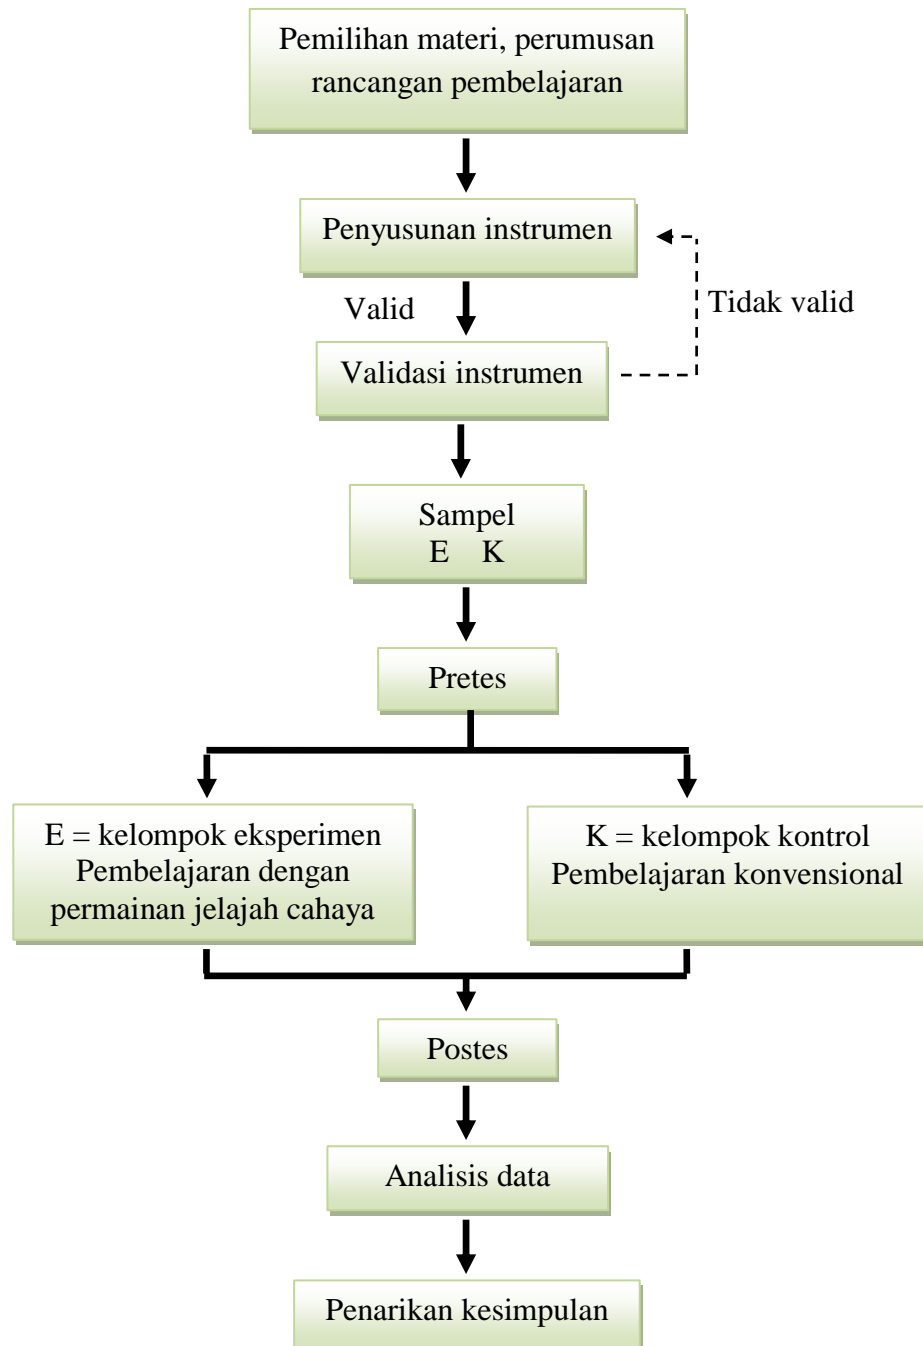 Pemilihan materi, perumusan
rancangan pembelajaran
Penyusunan instrumen
Valid
Tidak valid
Validasi instrumen
Sampel
E K
Pretes
E = kelompok eksperimen
Pembelajaran dengan
permainan jelajah cahaya
K = kelompok kontrol
Pembelajaran konvensional
Postes
Analisis data
Penarikan kesimpulan